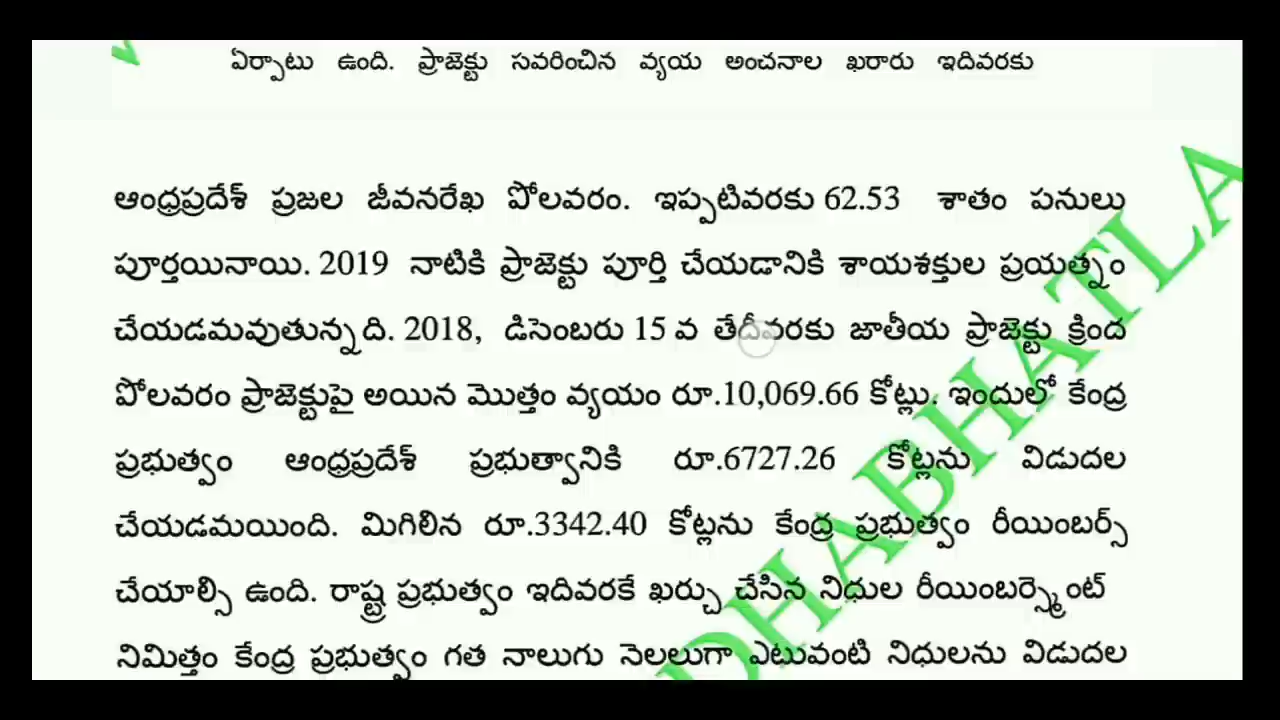 ఏర్పాటు ఉంది. ప్రాజెక్టు సవరించిన వ్యయ అంచనాల ఖరారు ఇదివరకు
ఆంధ్రప్రదేశ్ ప్రజల జీవనరేఖ పోలవరం. ఇప్పటివరకు 62.53 శాతం పనులు
పూర్తయినాయి. 2019 నాటికి ప్రాజెక్టు పూర్తి చేయడానికి శాయశక్తుల ప్రయత్నం
చేయడమవుతున్నది. 2018, డిసెంబరు 15 వ తేదీవరకు జాతీయ ప్రాజెక్టు క్రింద
పోలవరం ప్రాజెక్టుపై అయిన మొత్తం వ్యయం రూ.10,069.66 కోట్లు. ఇందులో కేంద్ర
ప్రభుత్వం ఆంధ్రప్రదేశ్ ప్రభుత్వానికి రూ.6727.26 కోట్లను విడుదల
చేయడమయింది. మిగిలిన రూ.3342.40 కోట్లను కేంద్ర ప్రభుత్వం రీయింబర్స్
చేయాల్సి ఉంది. రాష్ట్ర ప్రభుత్వం ఇదివరకే ఖర్చు చేసిన నిధుల రీయింబర్స్మెంట్
నిమిత్తం కేంద్ర ప్రభుత్వం గత నాలుగు నెలలుగా ఎటువంటి నిధులను విడుదల
DHABHATLA